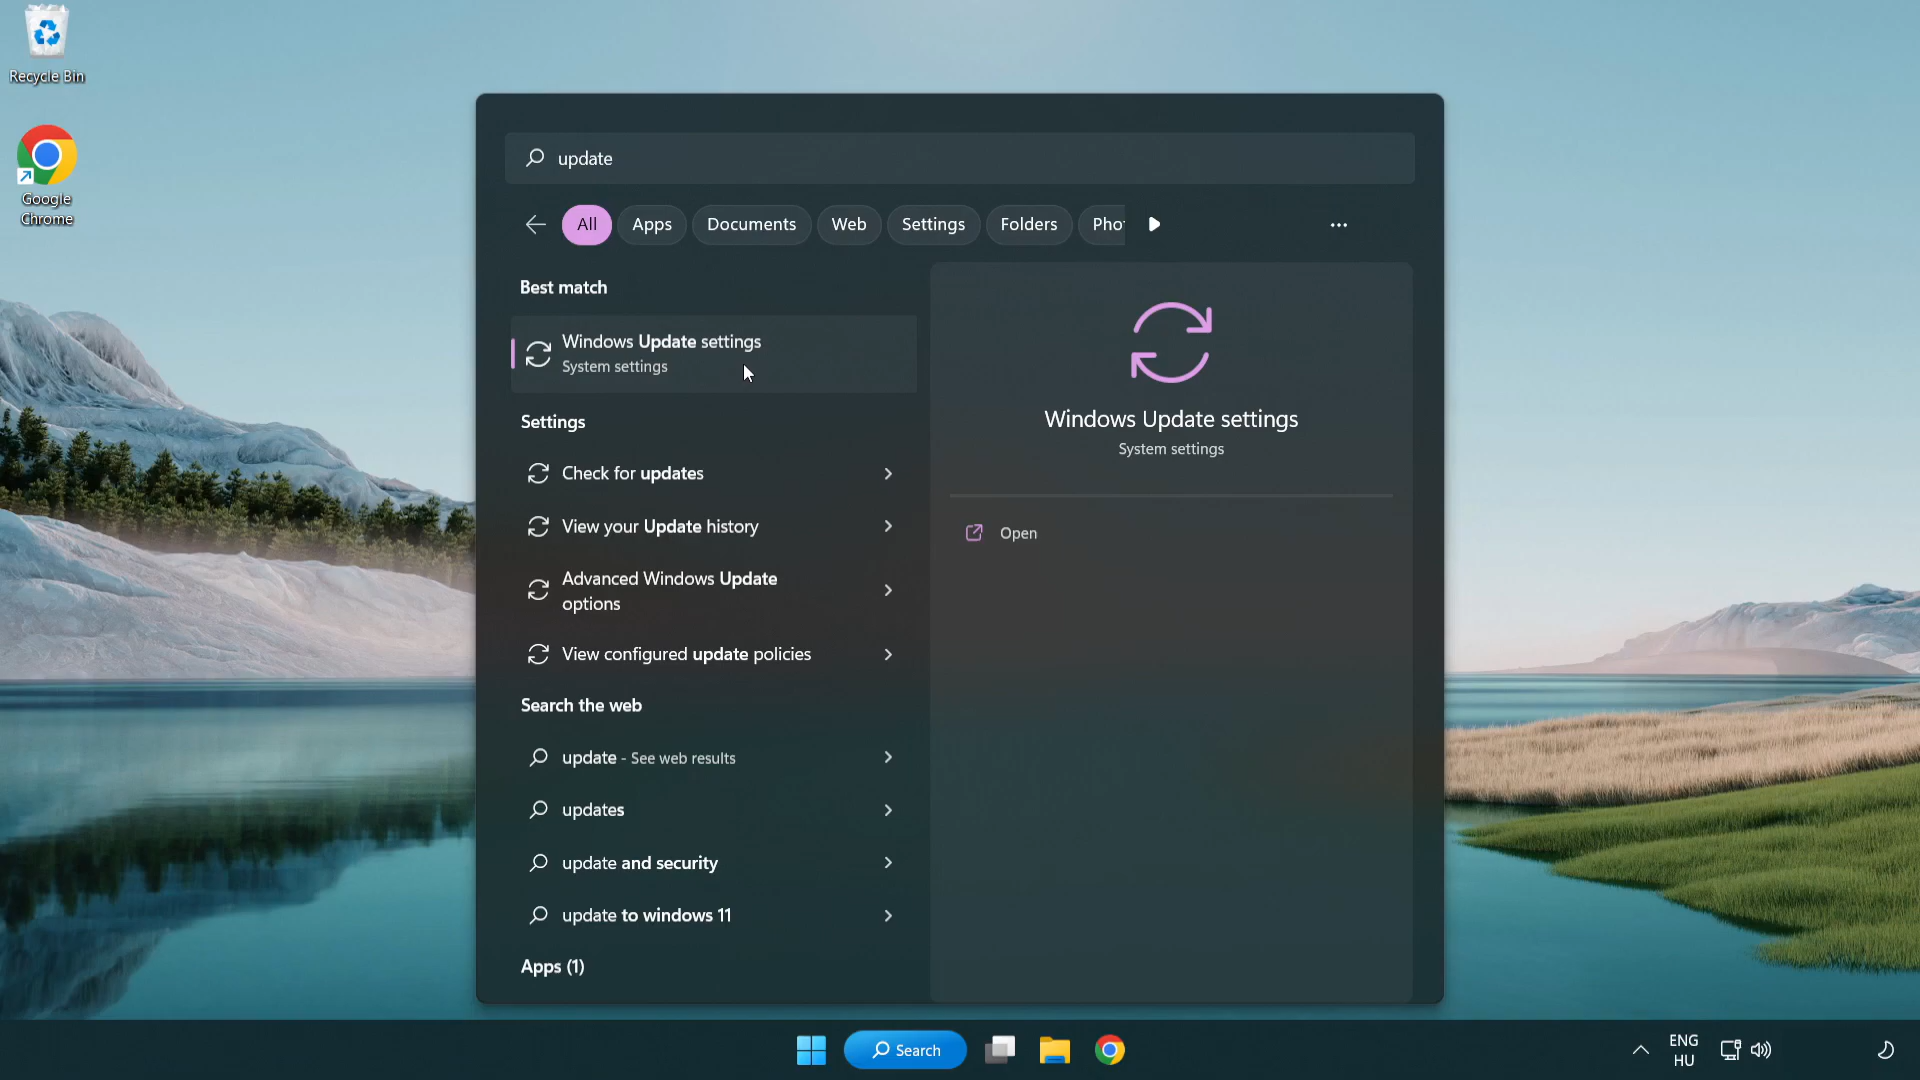 Recycle Bin
Google
Chrome
update
All Apps Documents Web Settings Folders Pho
Best match
Windows Update settings
System settings
Settings
Check for updates
View your Update history
Advanced Windows Update
options
View configured update policies
Search the web
update - See web results
updates
update and security
update to windows 11
Apps (1)
Windows Update settings
System settings
Open
Search
ENG
HU